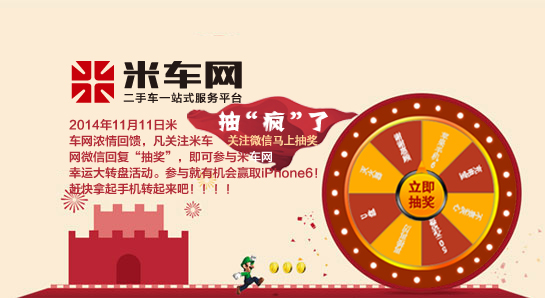 米车网
二手车一站式服务平台
抽“疯”了
关注微信马上抽奖
2014年11月11日米
车网浓情回馈，凡关注米车
网微信回复“抽奖”，即可参与米车网
幸运大转盘活动。参与就有机会赢取iPhone6！
赶快拿起手机转起来吧！！！！
立即
抽奖